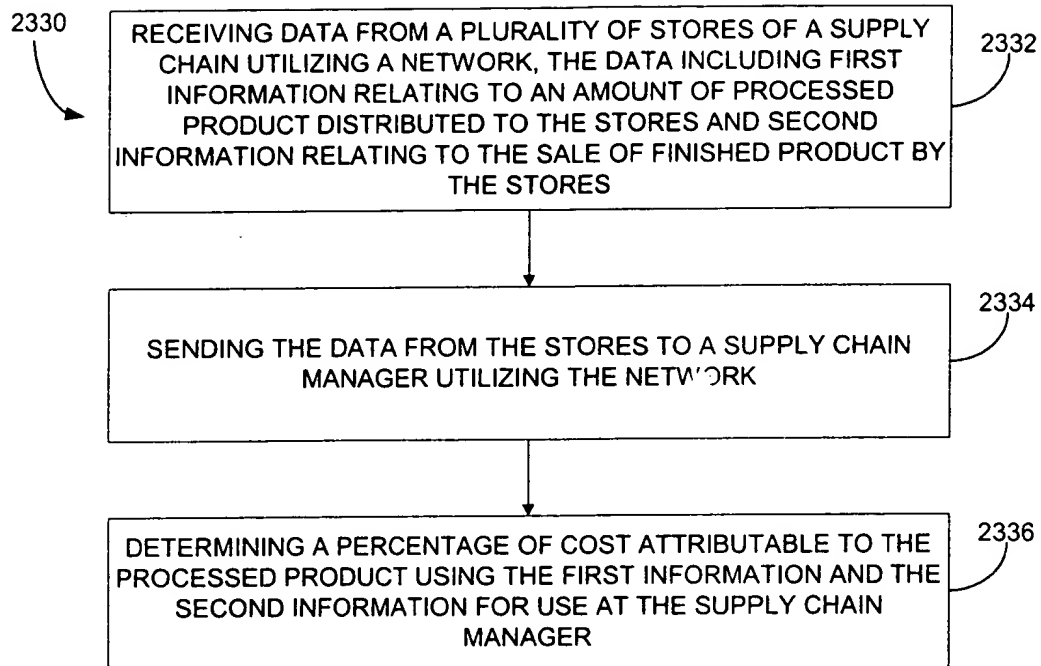 2330
RECEIVING DATA FROM A PLURALITY OF STORES OF A SUPPLY
CHAIN UTILIZING A NETWORK, THE DATA INCLUDING FIRST
INFORMATION RELATING TO AN AMOUNT OF PROCESSED
PRODUCT DISTRIBUTED TO THE STORES AND SECOND
INFORMATION RELATING TO THE SALE OF FINISHED PRODUCT BY
THE STORES
2332
SENDING THE DATA FROM THE STORES TO A SUPPLY CHAIN
MANAGER UTILIZING THE NETWORK
2334
DETERMINING A PERCENTAGE OF COST ATTRIBUTABLE TO THE
PROCESSED PRODUCT USING THE FIRST INFORMATION AND THE
SECOND INFORMATION FOR USE AT THE SUPPLY CHAIN
MANAGER
2336